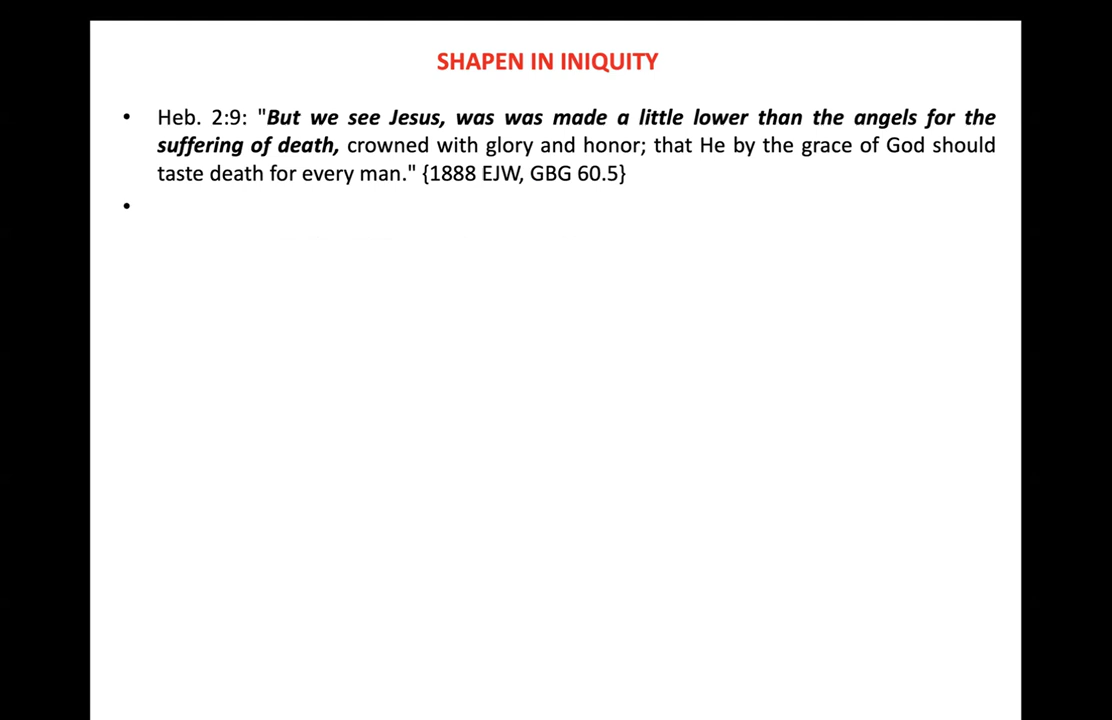 SHAPEN IN INIQUITY
• Heb. 2:9: "But we see Jesus, was was made a little lower than the angels for the
suffering of death, crowned with glory and honor; that He by the grace of God should
taste death for every man." {1888 EJW, GBG 60.5}
•